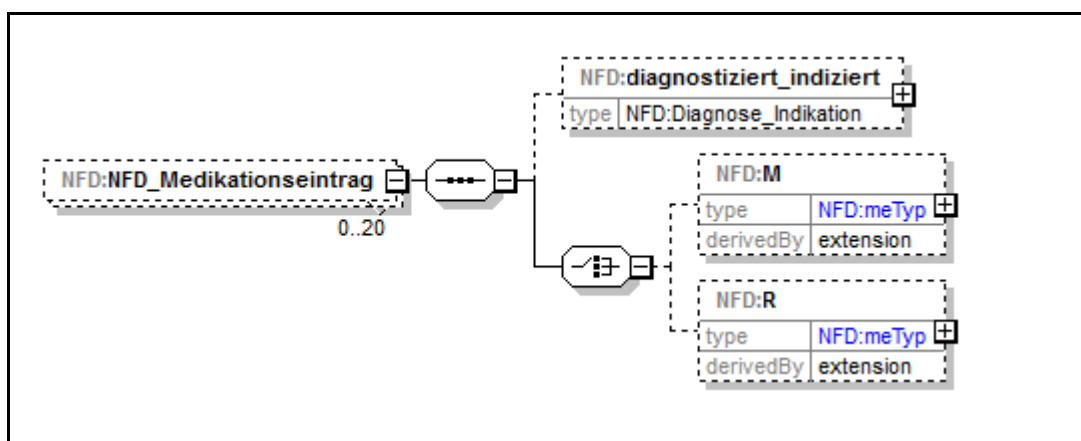 NFD:diagnostiziert_indiziert
type NFD:Diagnose_Indikation
NFD:NFD_Medikationseintrag
0..20
NFD:M
type NFD:meTyp
derivedBy extension
NFD:R
type NFD:meTyp
derivedBy extension